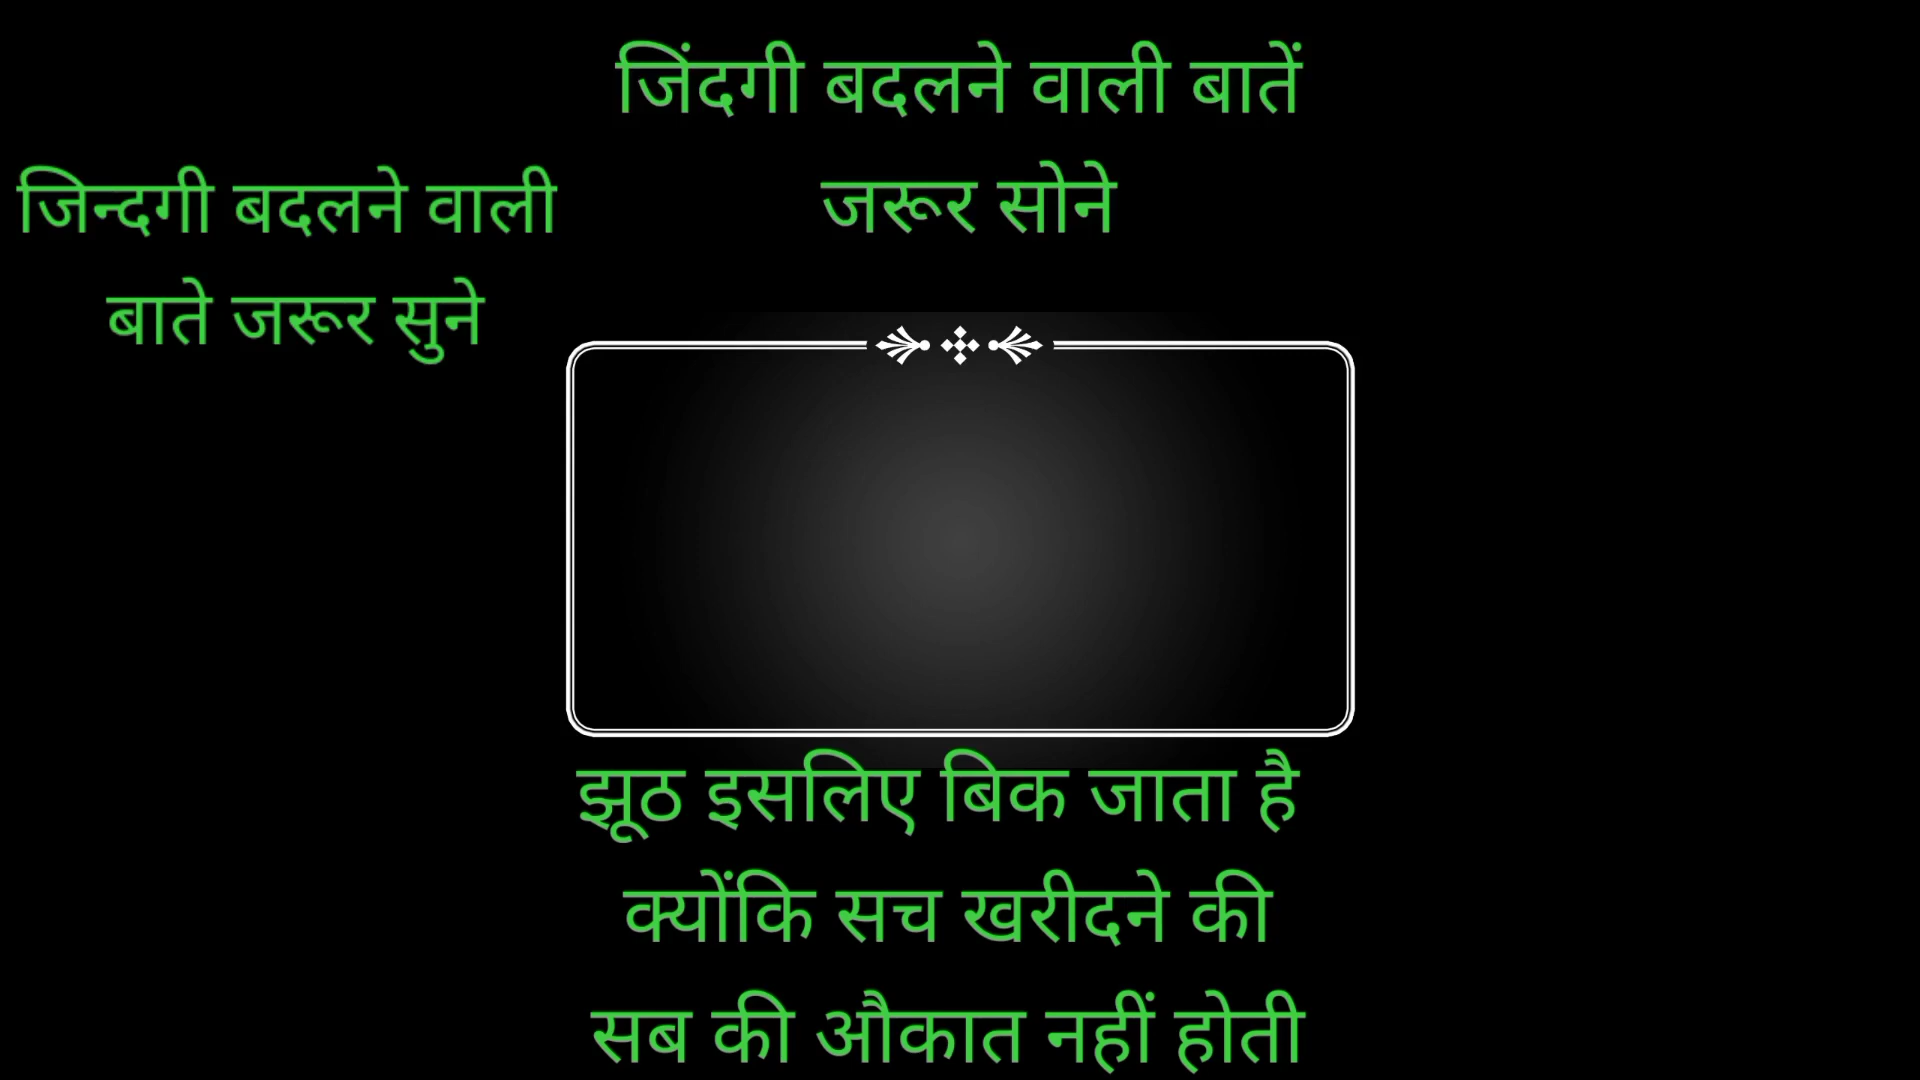 जिंदगी बदलने वाली बातें
जरूर सोने
जिन्दगी बदलने वाली
बाते जरूर सुने
झूठ इसलिए बिक जाता है
क्योंकि सच खरीदने की
सब की औकात नहीं होती